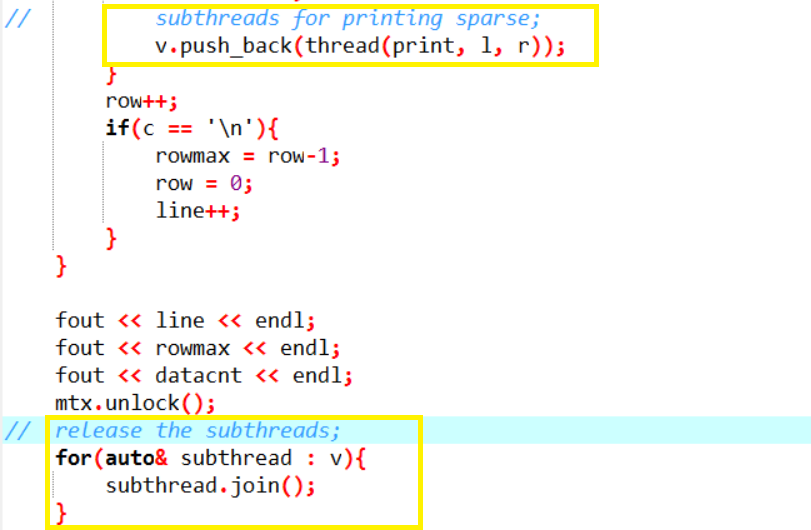 //          subthreads for printing sparse;
            v.push_back(thread(print, l, r));
        }
        row++;
        if(c == '\n'){
            rowmax = row-1;
            row = 0;
            line++;
        }
    }
    fout << line << endl;
    fout << rowmax << endl;
    fout << datacnt << endl;
    mtx.unlock();
//  release the subthreads;
    for(auto& subthread : v){
        subthread.join();
    }